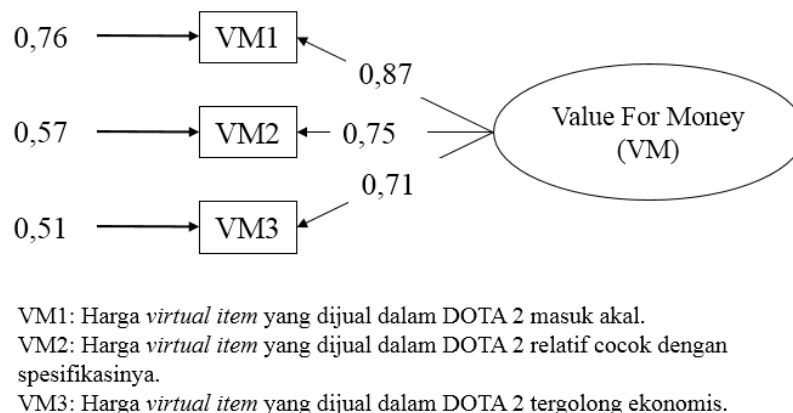 0,76
VM1
0,87
0,57
VM2
0,75
Value For Money
(VM)
0,71
0,51
VM3
VM1: Harga virtual item yang dijual dalam DOTA 2 masuk akal.
VM2: Harga virtual item yang dijual dalam DOTA 2 relatif cocok dengan
spesifikasinya.
VM3: Harga virtual item yang dijual dalam DOTA 2 tergolong ekonomis.